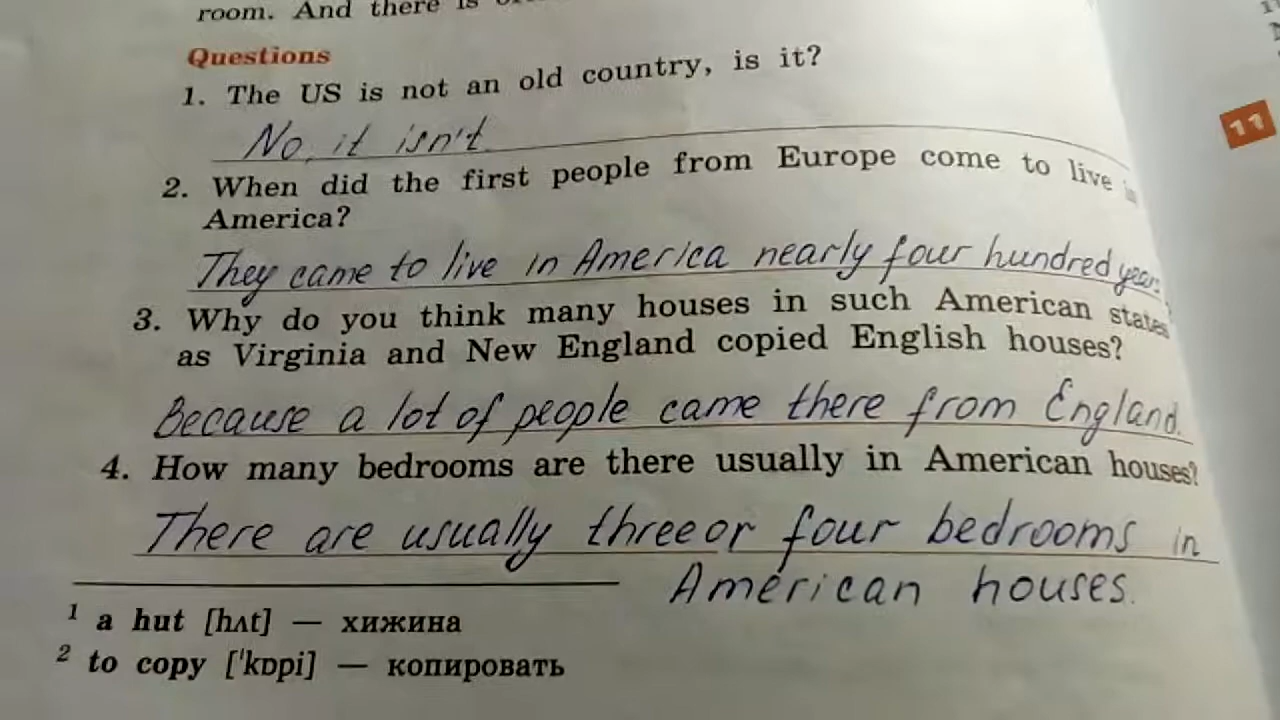 room. And there is
Questions
1. The US is not an old country, is it?
No, it isn't.
2. When did the first people from Europe come to live in
America?
They came to live in America nearly four hundred years
3. Why do you think many houses in such American states
as Virginia and New England copied English houses?
Because a lot of people came there from England.
4. How many bedrooms are there usually in American houses?
There are usually three or four bedrooms in
American houses.
1 a hut [hʌt] — хижина
2 to copy [ˈkɒpi] — копировать
11